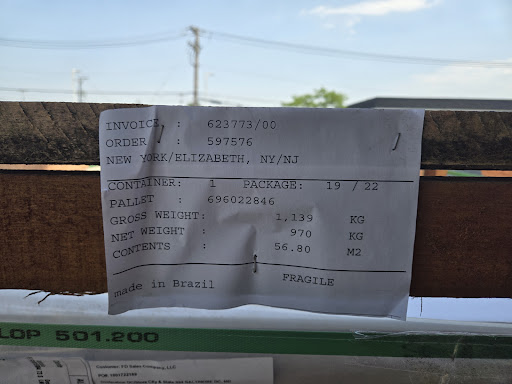 INVOICE : 623773/00
ORDER : 597576
NEW YORK/ELIZABETH, NY/NJ
CONTAINER: 1 PACKAGE: 19 / 22
PALLET : 696022846
GROSS WEIGHT: 1,139 KG
NET WEIGHT : 970 KG
CONTENTS : 56.80 M2
made in Brazil FRAGILE
LOP 501.200